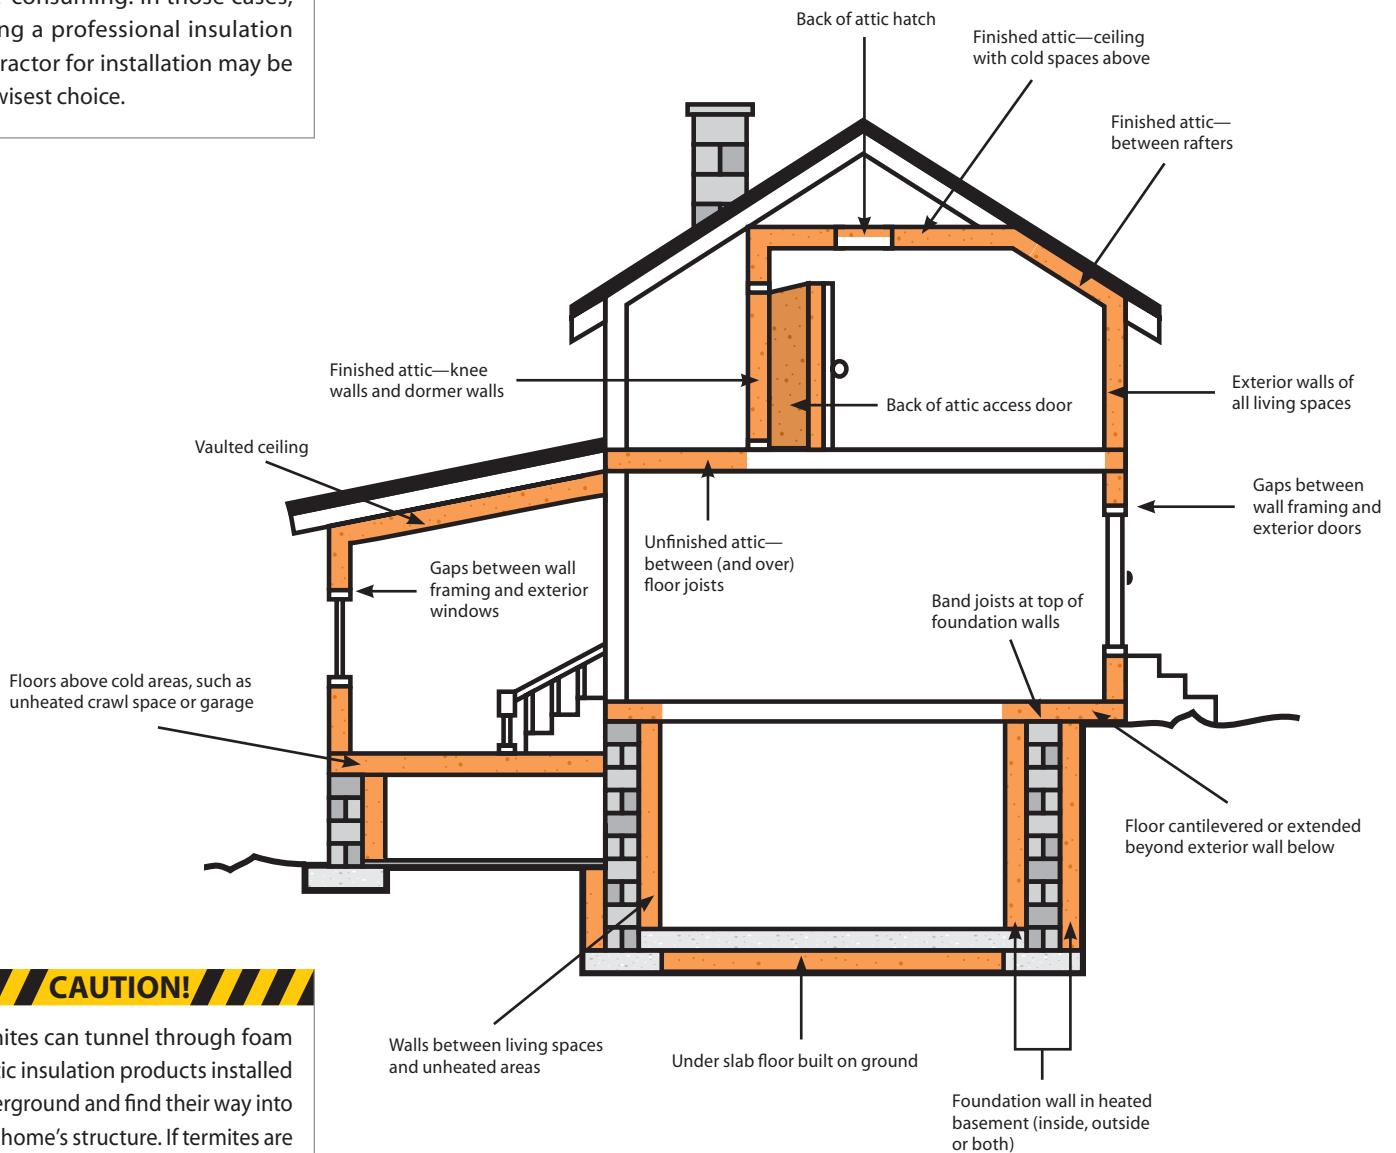 consuming. In those cases,
a professional insulation
for installation may be
wisest choice.
Back of attic hatch
Finished attic—ceiling
with cold spaces above
Finished attic—
between rafters
Finished attic—knee
walls and dormer walls
Back of attic access door
Exterior walls of
all living spaces
Vaulted ceiling
Gaps between
wall framing and
exterior doors
Unfinished attic—
between (and over)
floor joists
Gaps between wall
framing and exterior
windows
Band joists at top of
foundation walls
Floors above cold areas, such as
unheated crawl space or garage
Floor cantilevered or extended
beyond exterior wall below
Walls between living spaces
and unheated areas
Under slab floor built on ground
Foundation wall in heated
basement (inside, outside
or both)
CAUTION!
can tunnel through foam
insulation products installed
and find their way into
home’s structure. If termites are